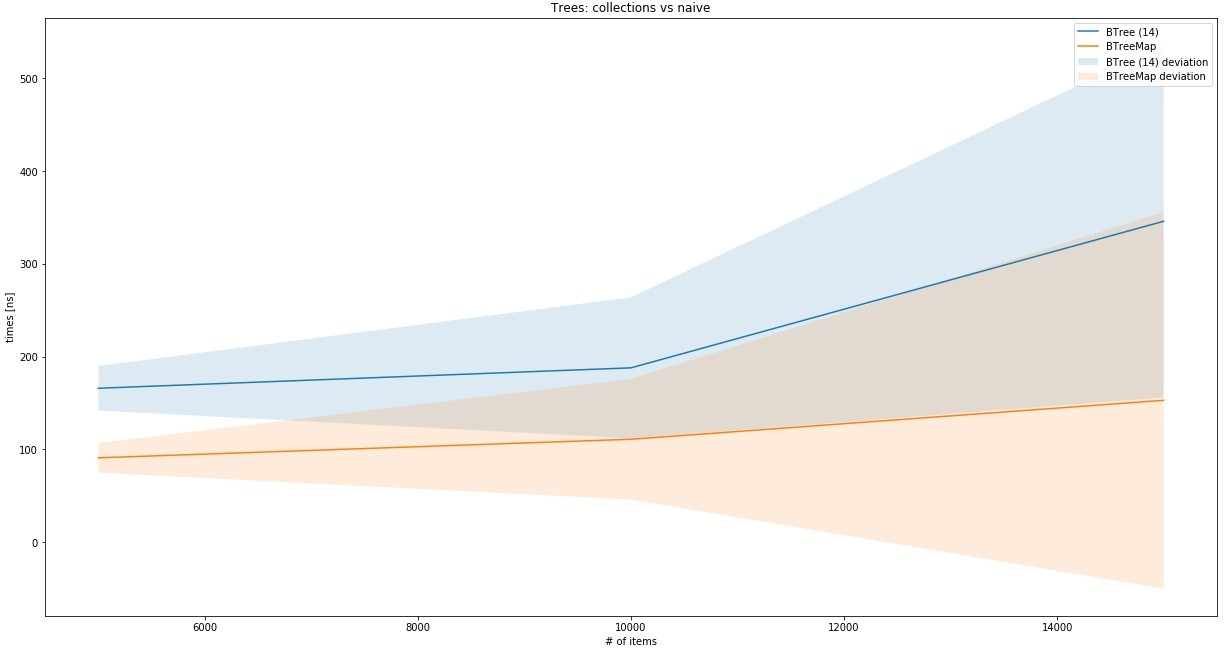 Trees: collections vs naive
BTree (14)
BTreeMap
BTree (14) deviation
BTreeMap deviation
500
400
300
200
100
0
times [ns]
6000
8000
10000
12000
14000
# of items